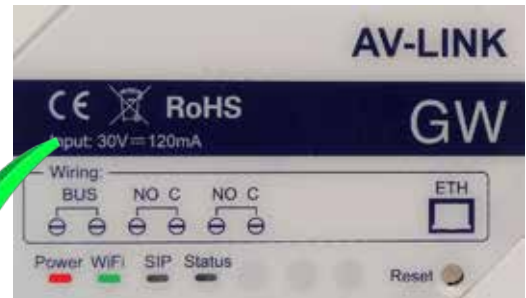 AV-LINK
CE RoHS
GW
Input: 30V⎓120mA
Wiring:
BUS NO C NO C ETH
Power WiFi SIP Status Reset